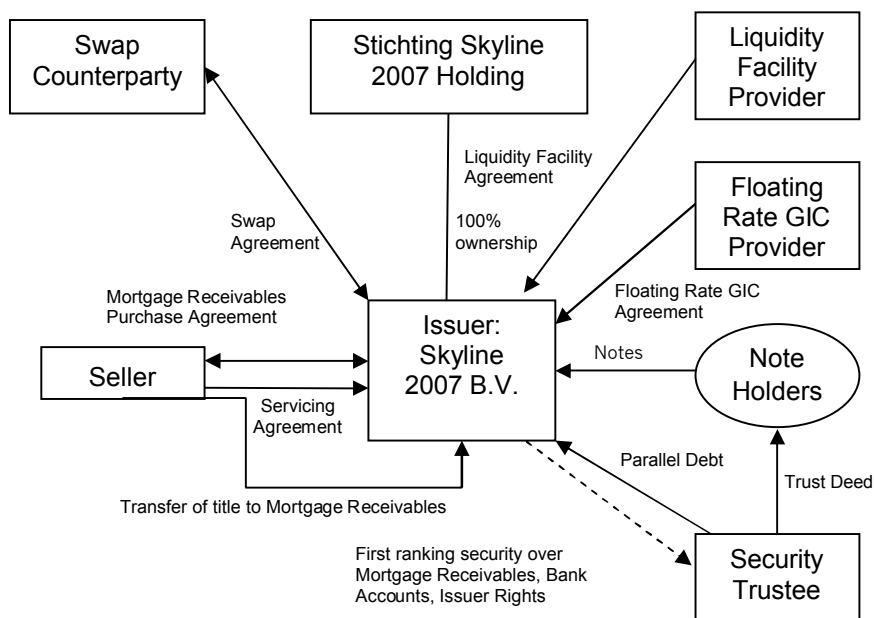 Swap
Counterparty
Stichting Skyline
2007 Holding
Liquidity
Facility
Provider
Liquidity Facility
Agreement
Floating
Rate GIC
Provider
Swap
Agreement
100%
ownership
Mortgage Receivables
Purchase Agreement
Floating Rate GIC
Agreement
Issuer:
Skyline
2007 B.V.
Notes
Note
Holders
Seller
Servicing
Agreement
Parallel Debt
Trust Deed
Transfer of title to Mortgage Receivables
First ranking security over
Mortgage Receivables, Bank
Accounts, Issuer Rights
Security
Trustee